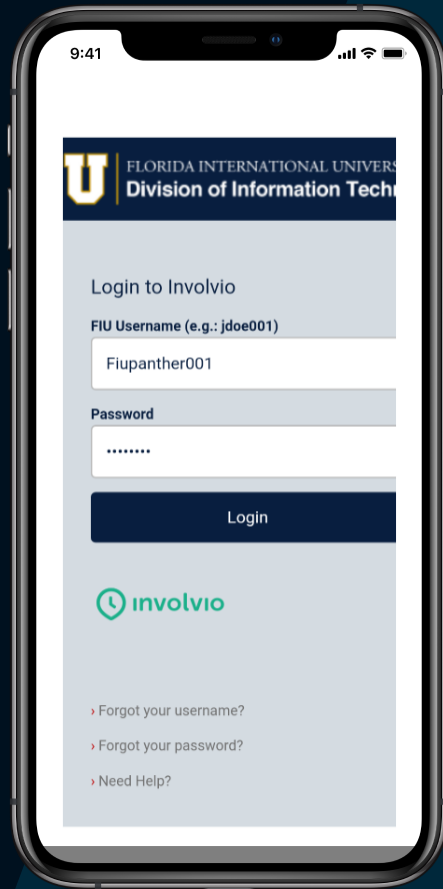 9:41
FLORIDA INTERNATIONAL UNIVERS
Division of Information Techn
Login to Involvio
FIU Username (e.g.: jdoe001)
Fiupanther001
Password
••••••••
Login
involvio
› Forgot your username?
› Forgot your password?
› Need Help?